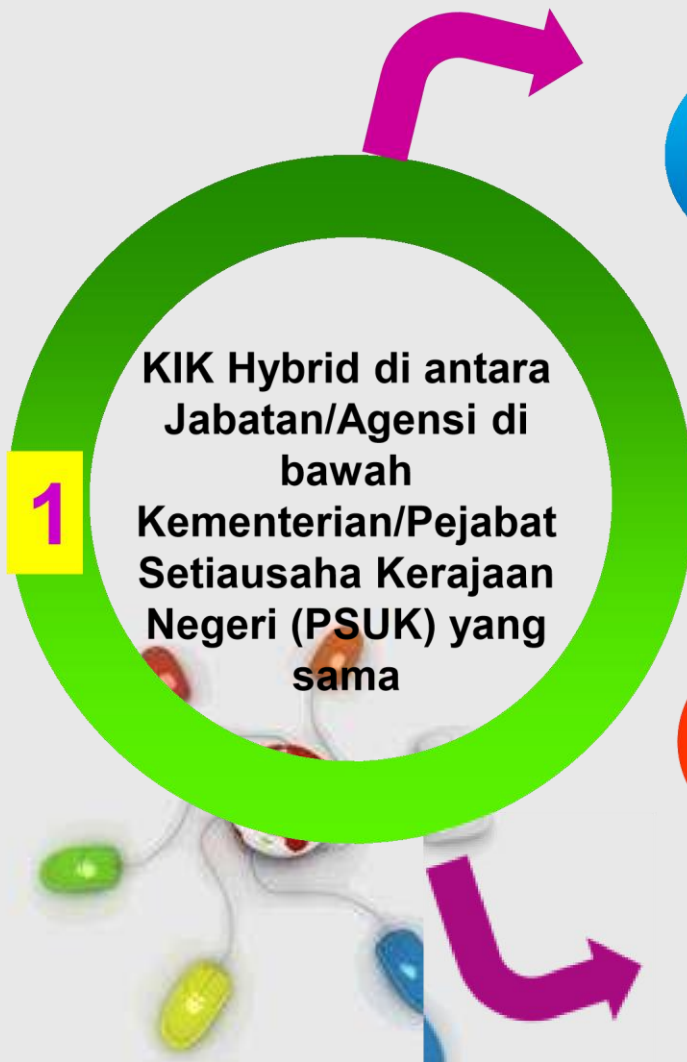 KIK Hybrid di antara
Jabatan/Agensi di
bawah
Kementerian/Pejabat
Setiausaha Kerajaan
Negeri (PSUK) yang
sama
1